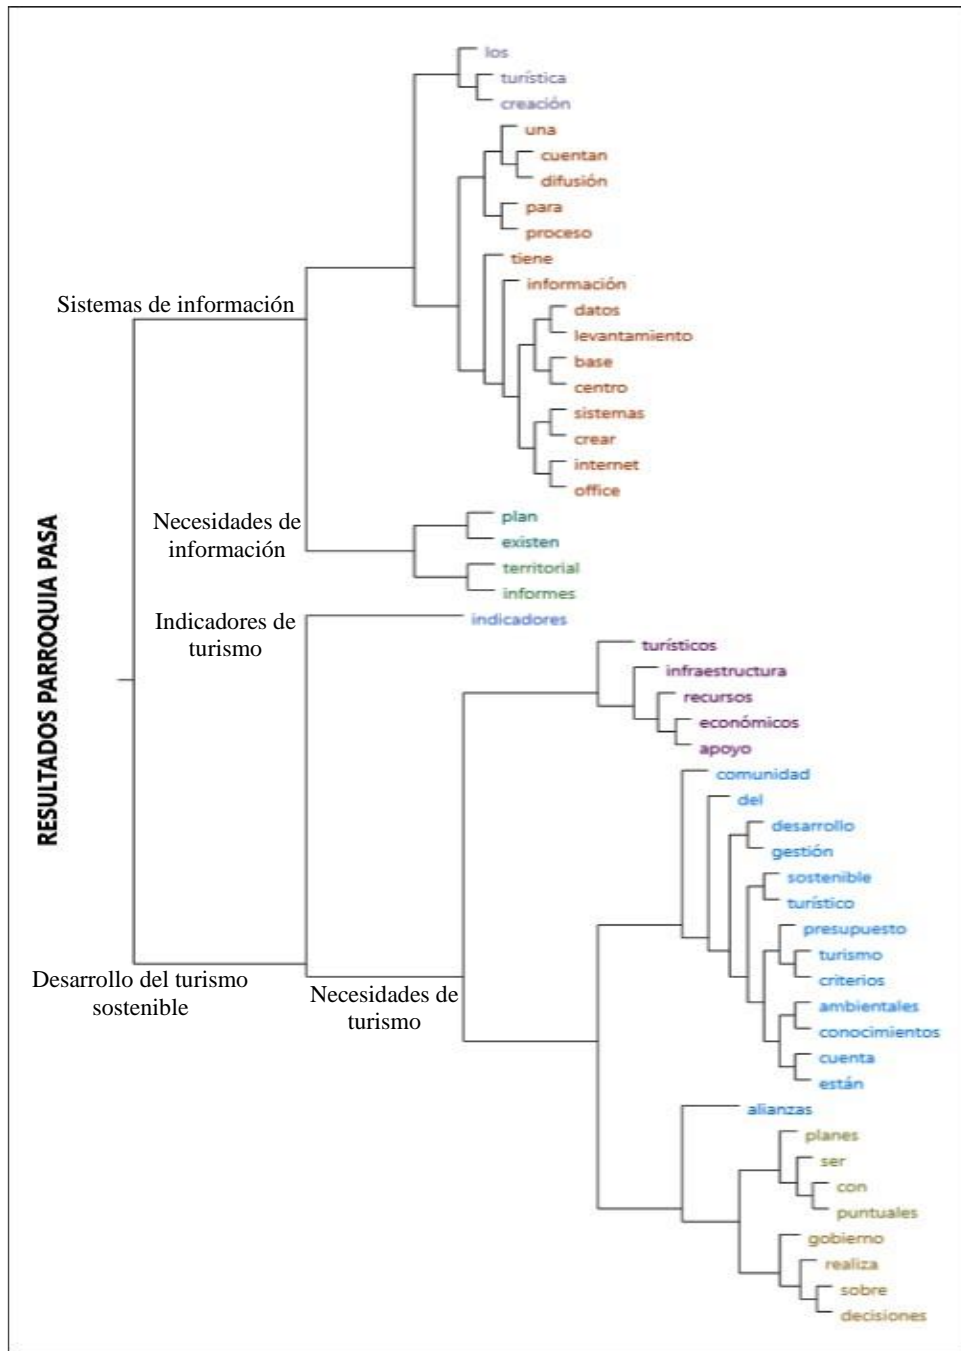 los
turística
creación
una
cuentan
difusión
para
proceso
tiene
información
Sistemas de información
datos
levantamiento
base
centro
sistemas
crear
internet
office
Necesidades de
información
plan
existen
territorial
informes
RESULTADOS PARROQUIA PASA
Indicadores de
turismo
indicadores
turísticos
infraestructura
recursos
económicos
apoyo
comunidad
del
desarrollo
gestión
sostenible
turístico
presupuesto
turismo
criterios
Desarrollo del turismo
sostenible
Necesidades de
turismo
ambientales
conocimientos
cuenta
están
alianzas
planes
ser
con
puntuales
gobierno
realiza
sobre
decisiones